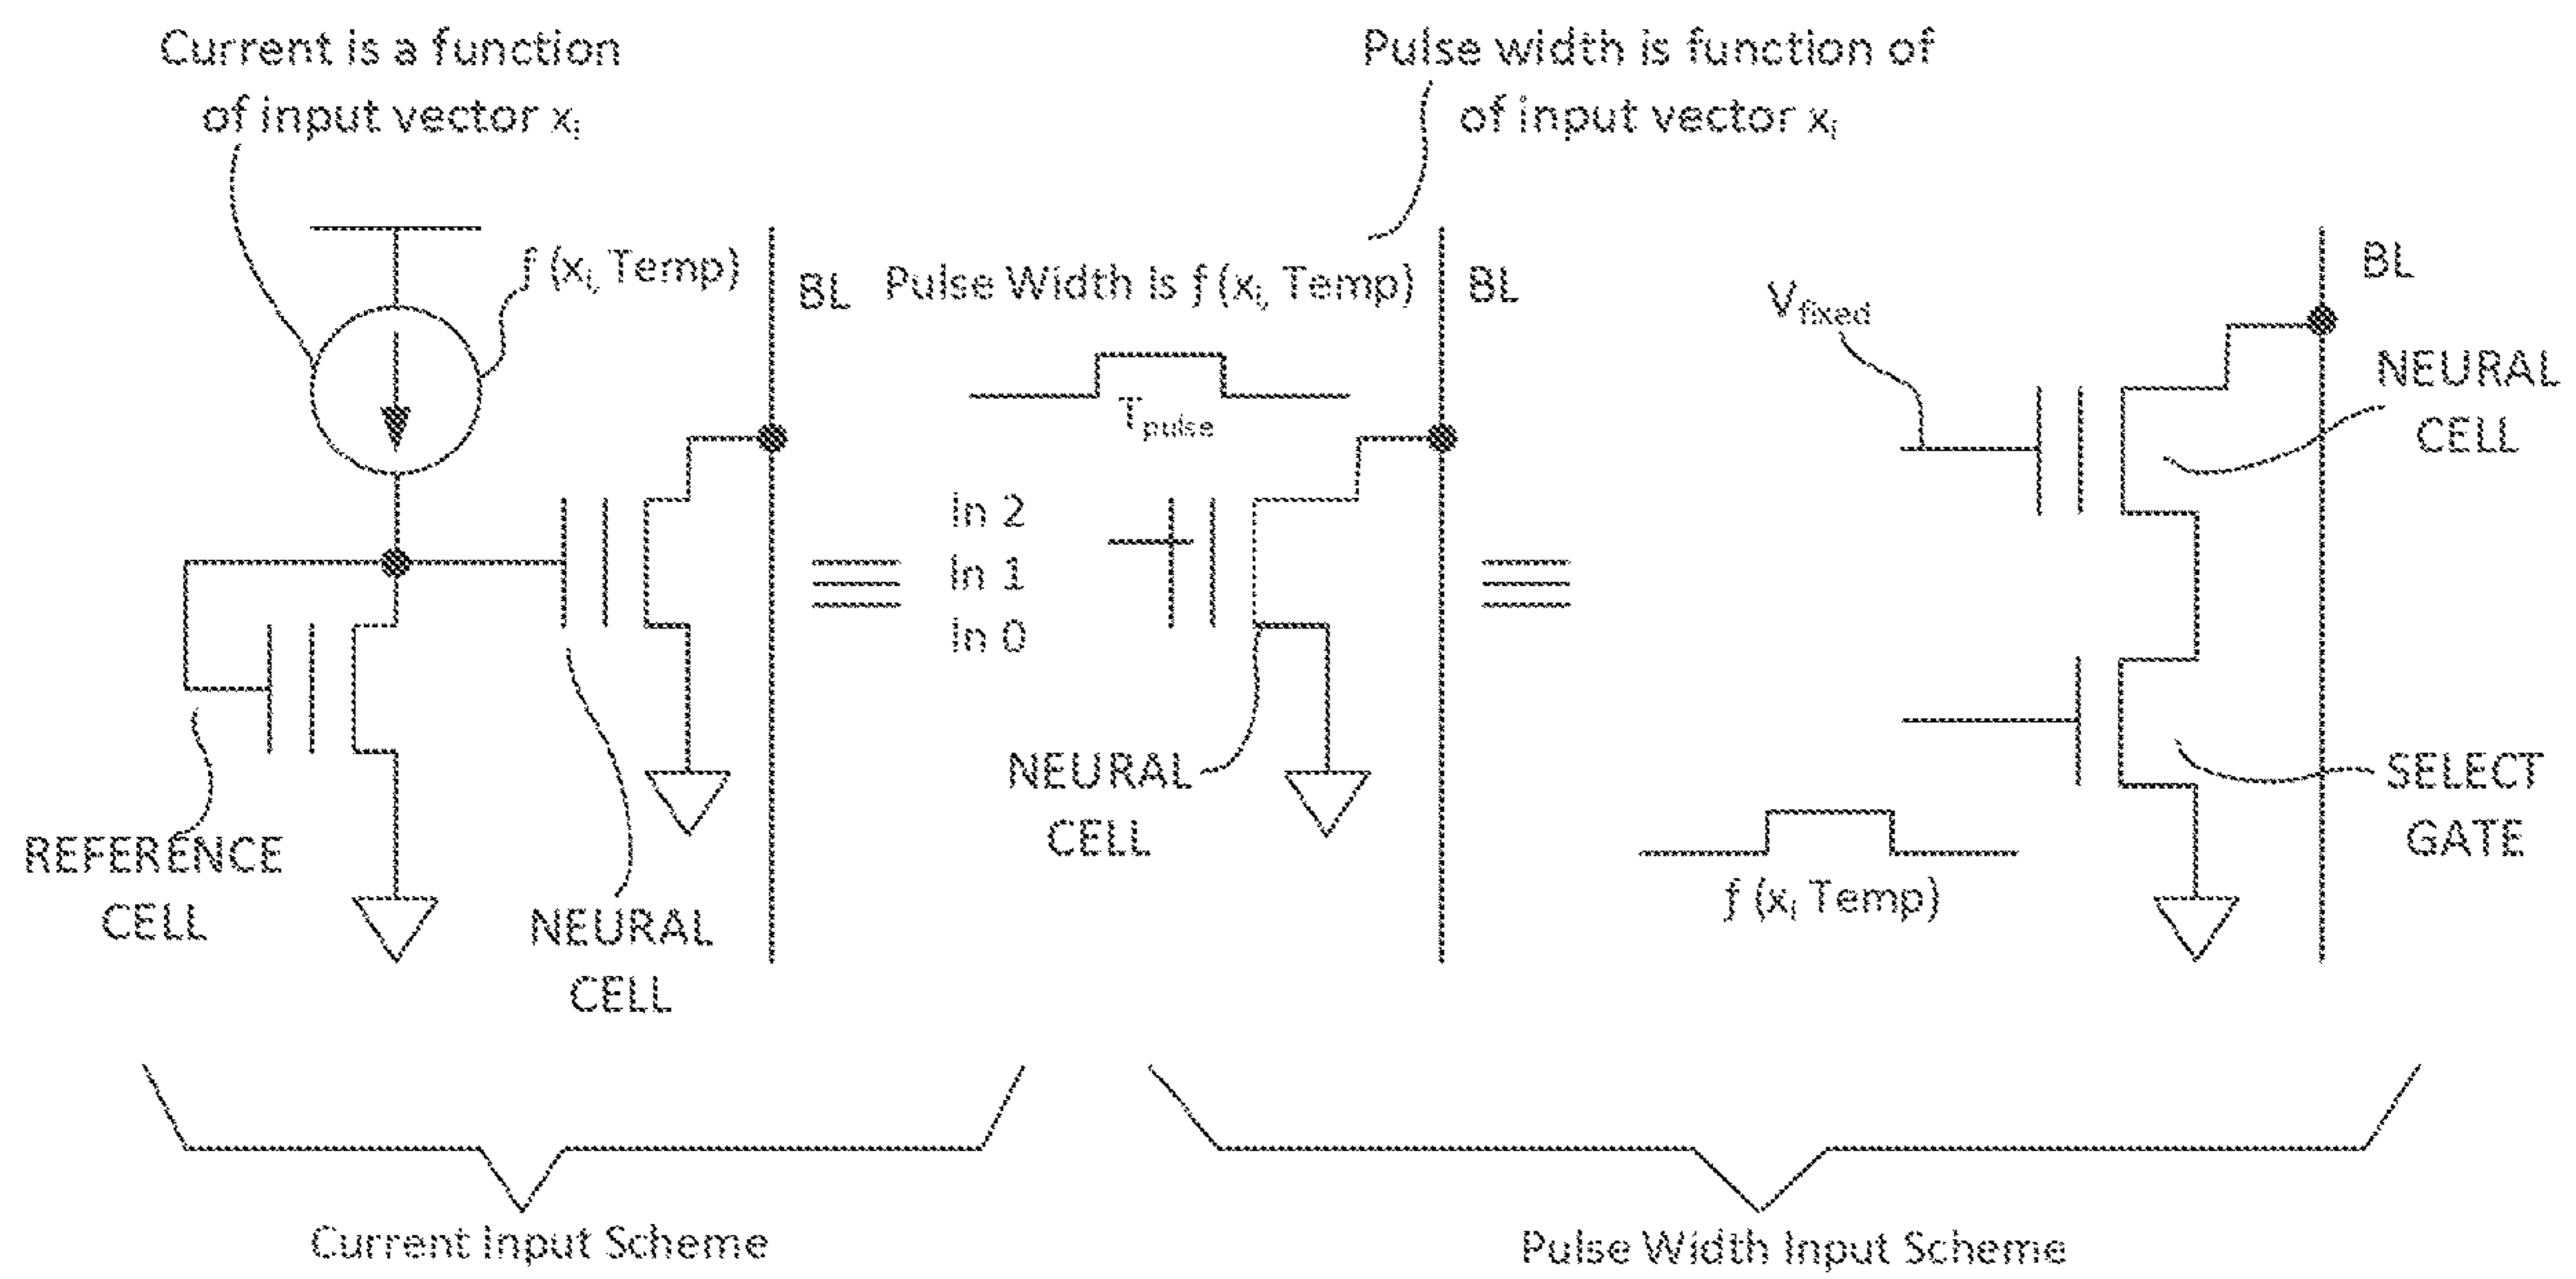 Current is a function
of input vector xᵢ
Pulse width is function of
of input vector xᵢ
ƒ (xᵢ, Temp)
BL
Pulse Width is ƒ (xᵢ, Temp)
BL
BL
Vfixed
NEURAL
CELL
Tpulse
In 2
In 1
In 0
NEURAL
CELL
SELECT
GATE
REFERENCE
CELL
NEURAL
CELL
ƒ (xᵢ Temp)
Current Input Scheme
Pulse Width Input Scheme